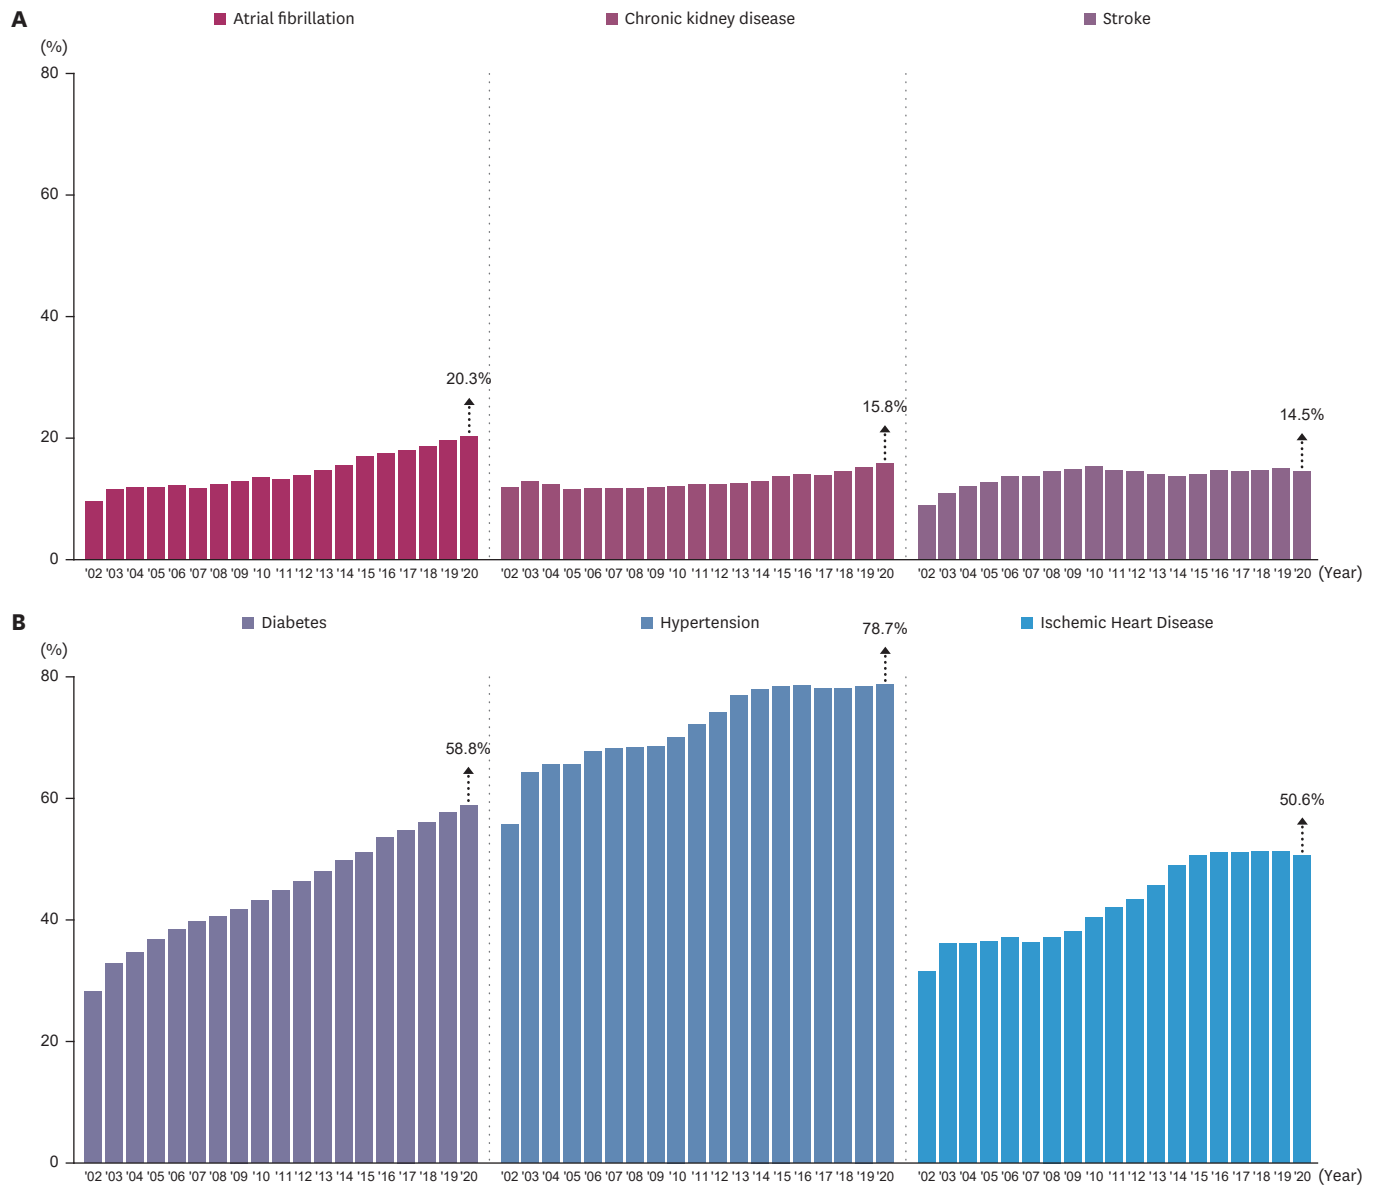 A
Atrial fibrillation
Chronic kidney disease
Stroke
(%)
80
60
40
20
0
20.3%
15.8%
14.5%
'02 '03 '04 '05 '06 '07 '08 '09 '10 '11 '12 '13 '14 '15 '16 '17 '18 '19 '20
'02 '03 '04 '05 '06 '07 '08 '09 '10 '11 '12 '13 '14 '15 '16 '17 '18 '19 '20
'02 '03 '04 '05 '06 '07 '08 '09 '10 '11 '12 '13 '14 '15 '16 '17 '18 '19 '20 (Year)
B
Diabetes
Hypertension
Ischemic Heart Disease
(%)
80
60
40
20
0
58.8%
78.7%
50.6%
'02 '03 '04 '05 '06 '07 '08 '09 '10 '11 '12 '13 '14 '15 '16 '17 '18 '19 '20
'02 '03 '04 '05 '06 '07 '08 '09 '10 '11 '12 '13 '14 '15 '16 '17 '18 '19 '20
'02 '03 '04 '05 '06 '07 '08 '09 '10 '11 '12 '13 '14 '15 '16 '17 '18 '19 '20 (Year)